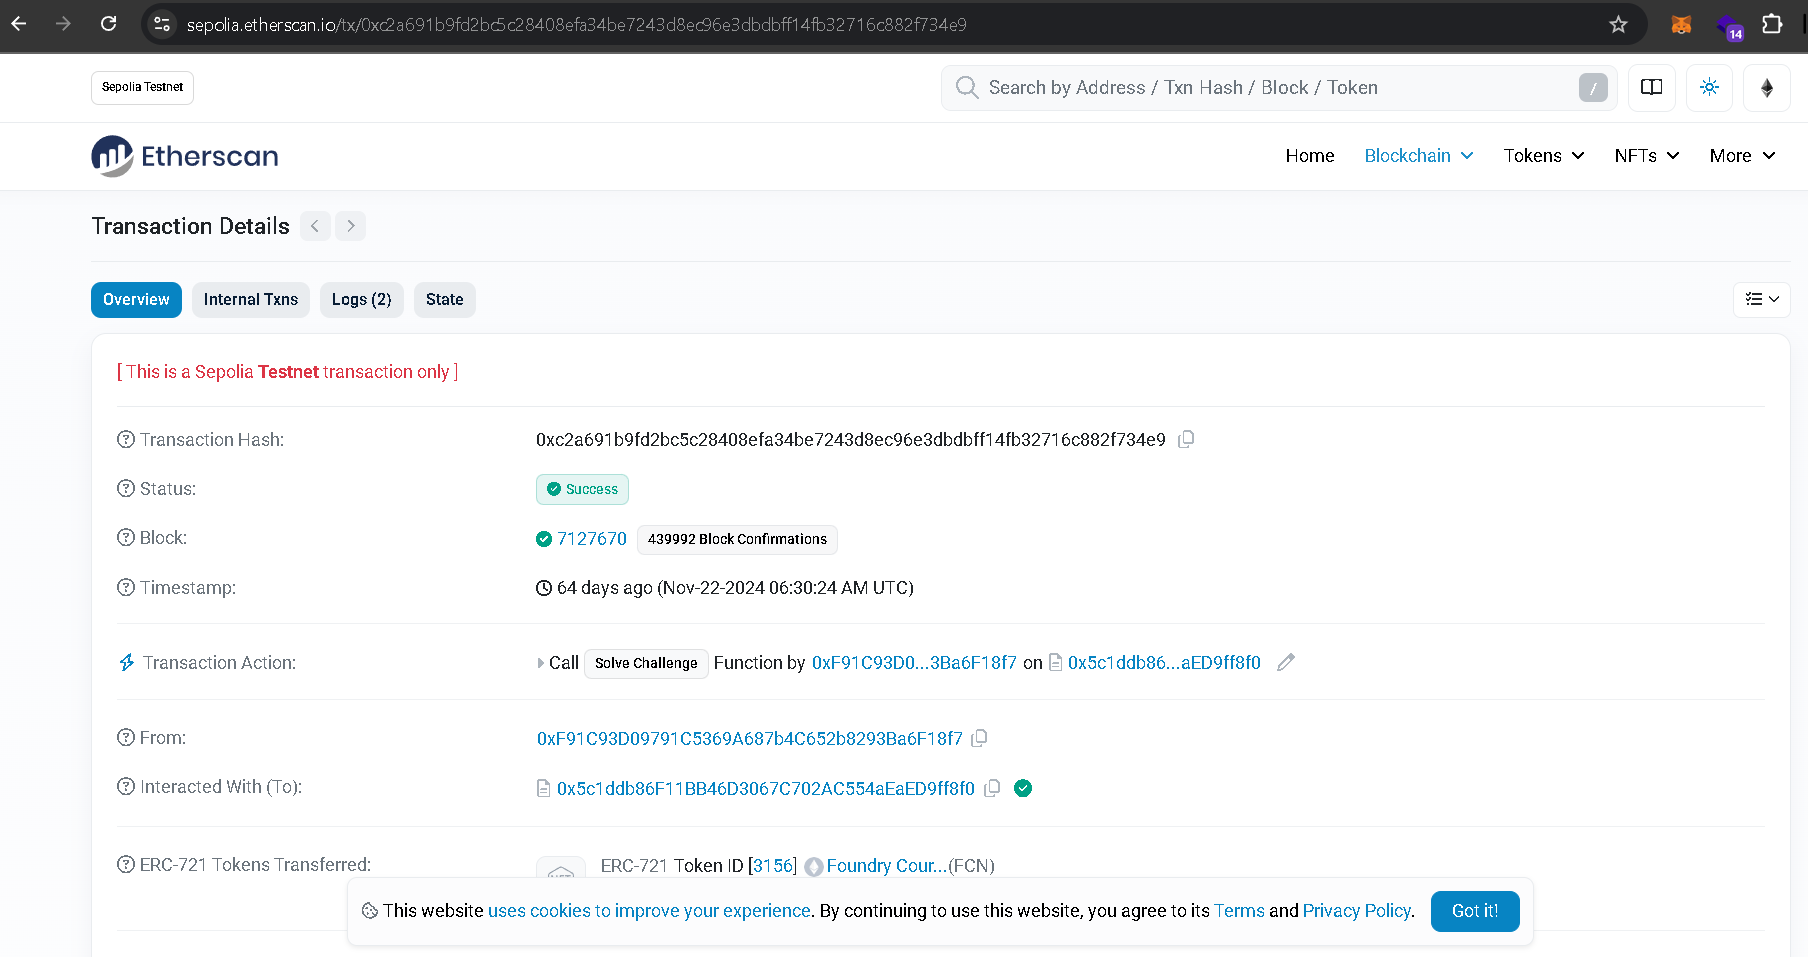 sepolia.etherscan.io/tx/0xc2a691b9fd2bc5c28408efa34be7243d8ec96e3dbdbff14fb32716c882f734e9
14
Sepolia Testnet
Search by Address / Txn Hash / Block / Token
/
Etherscan
Home Blockchain Tokens NFTs More
Transaction Details
Overview Internal Txns Logs (2) State
[ This is a Sepolia Testnet transaction only ]
Transaction Hash: 0xc2a691b9fd2bc5c28408efa34be7243d8ec96e3dbdbff14fb32716c882f734e9
Status: Success
Block: 7127670 439992 Block Confirmations
Timestamp: 64 days ago (Nov-22-2024 06:30:24 AM UTC)
Transaction Action: Call Solve Challenge Function by 0xF91C93D0...3Ba6F18f7 on 0x5c1ddb86...aED9ff8f0
From: 0xF91C93D09791C5369A687b4C652b8293Ba6F18f7
Interacted With (To): 0x5c1ddb86F11BB46D3067C702AC554aEaED9ff8f0
ERC-721 Tokens Transferred: ERC-721 Token ID [3156] Foundry Cour...(FCN)
This website uses cookies to improve your experience. By continuing to use this website, you agree to its Terms and Privacy Policy. Got it!